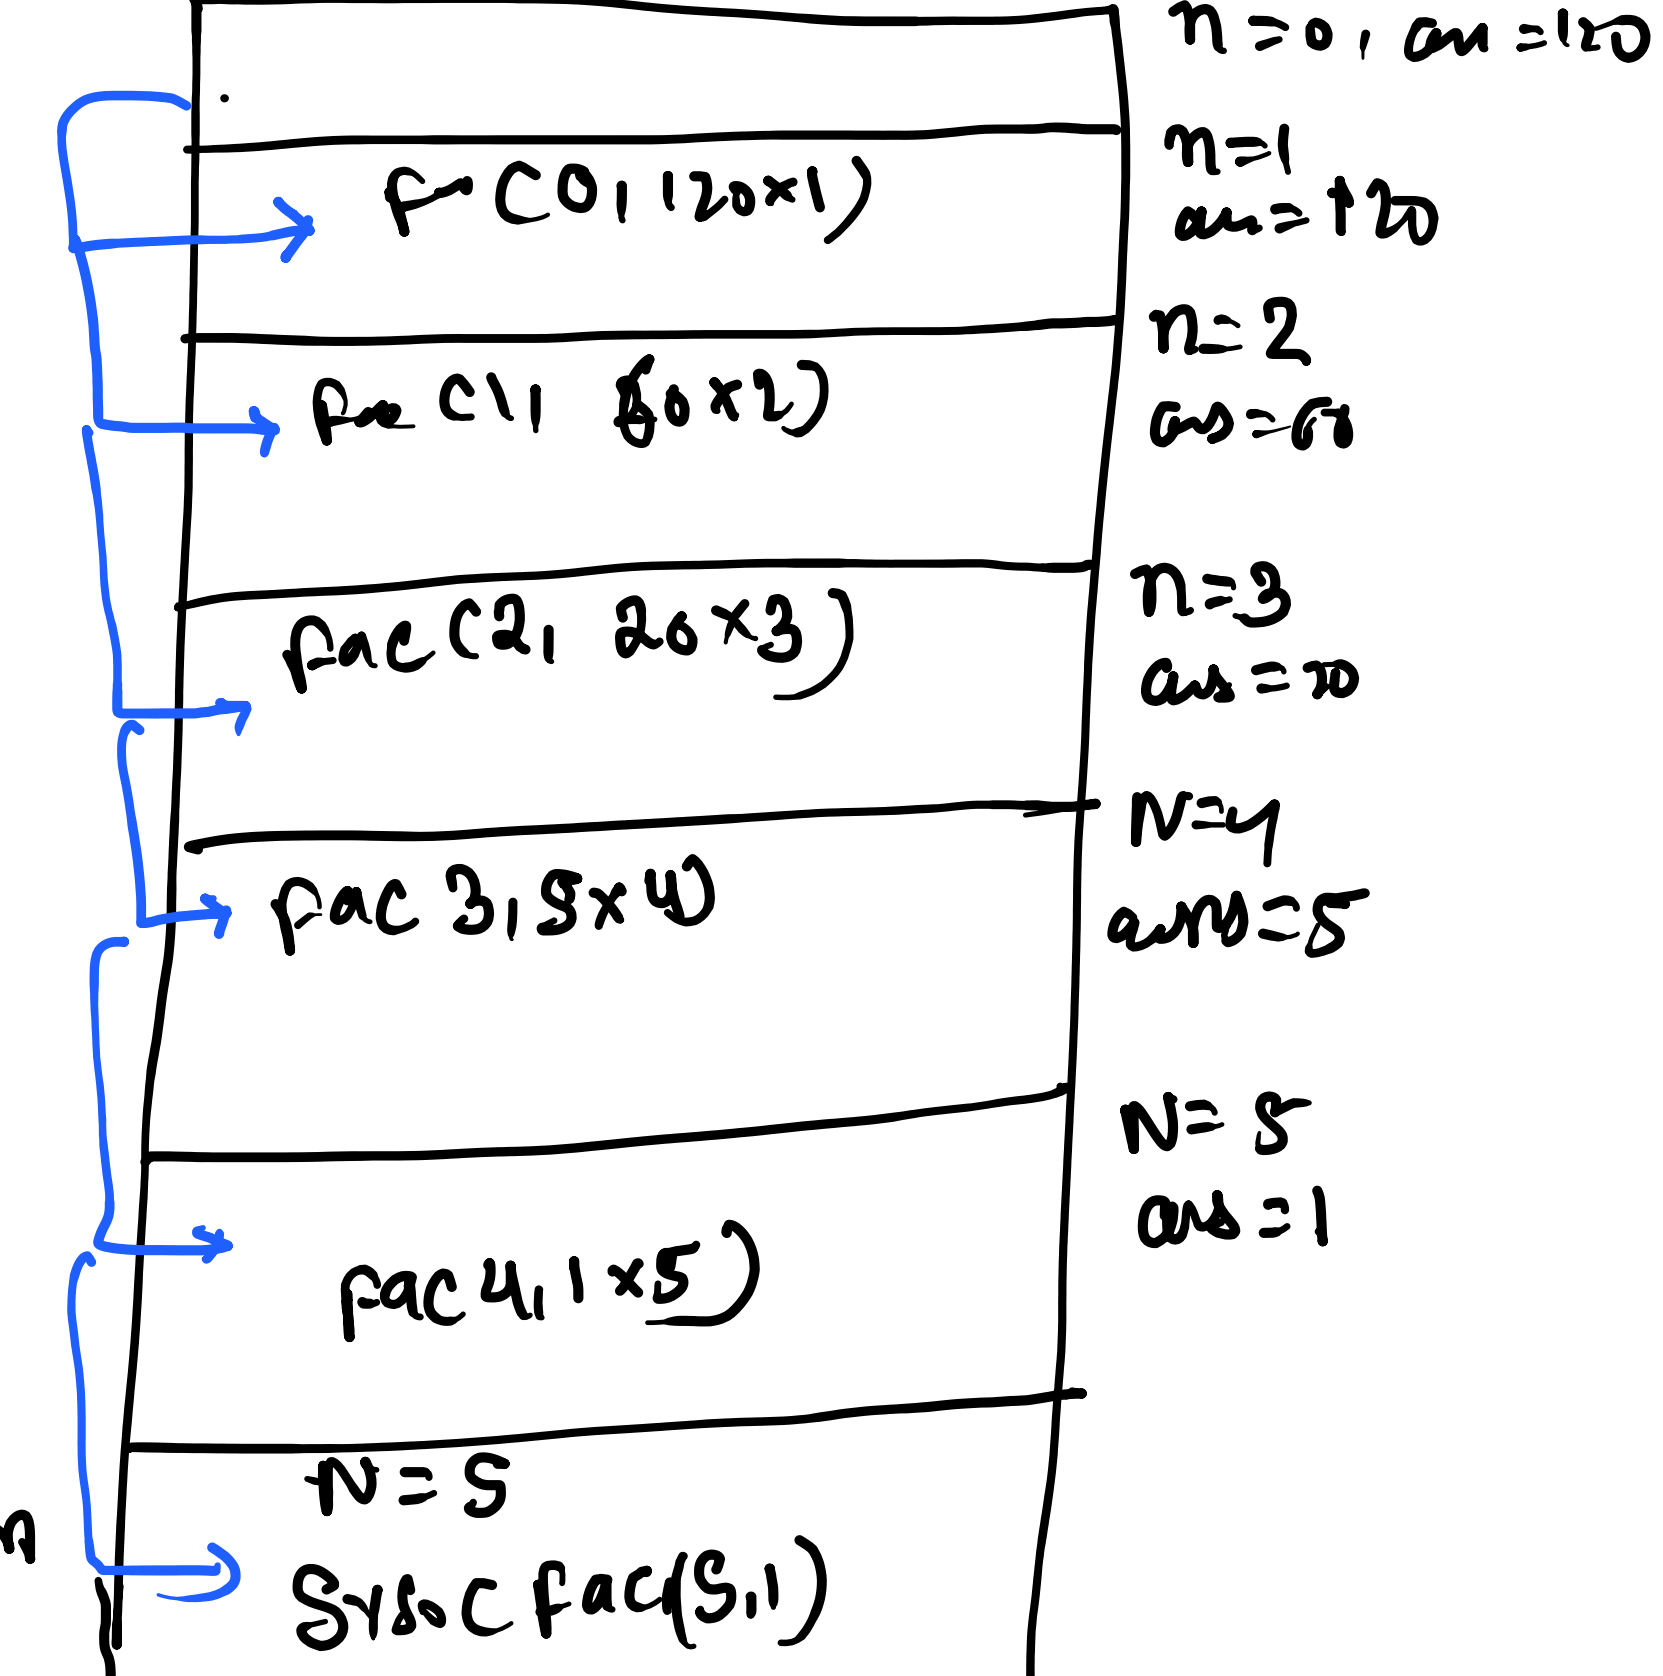 n=0, an=120
n=1
f (0, 120×1)
an=120
n=2
fac (1, 60×2)
ans=60
n=3
fac (2, 20×3)
ans=20
N=4
fac 3, 5×4)
ans=5
N=5
ans=1
fac 4, 1×5)
N=5
n
Syso C fac(5,1)